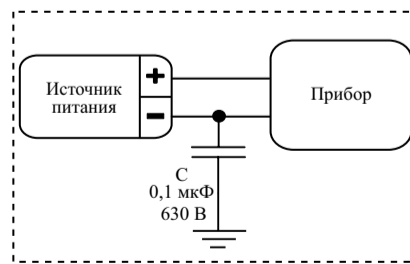 Источник
питания
+
−
Прибор
С
0,1 мкФ
630 В